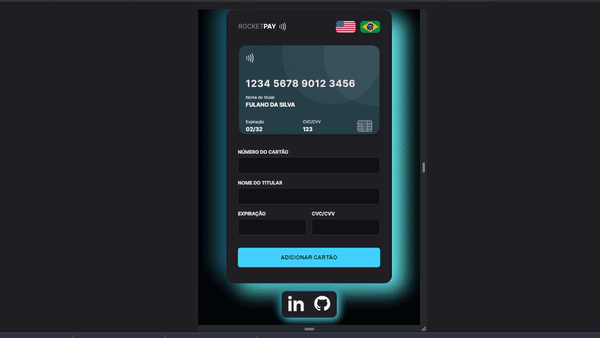 ROCKETPAY
1234 5678 9012 3456
Nome do titular
FULANO DA SILVA
Expiração CVC/CVV
02/32 123
NÚMERO DO CARTÃO
NOME DO TITULAR
EXPIRAÇÃO CVC/CVV
ADICIONAR CARTÃO
in